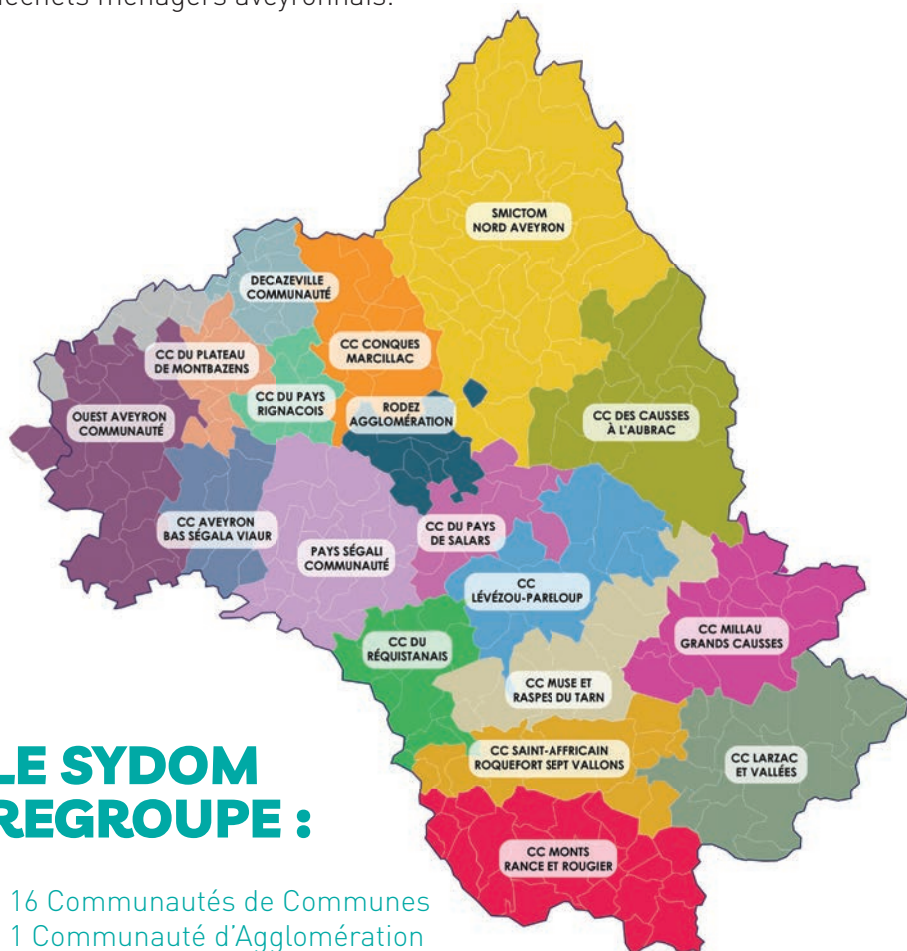 déchets ménagers aveyronnais.
SMICTOM
NORD AVEYRON
DECAZEVILLE
COMMUNAUTÉ
CC DU PLATEAU
DE MONTBAZENS
CC CONQUES
MARCILLAC
CC DU PAYS
RIGNACOIS
RODEZ
AGGLOMÉRATION
OUEST AVEYRON
COMMUNAUTÉ
CC DES CAUSSES
À L'AUBRAC
CC AVEYRON
BAS SÉGALA VIAUR
PAYS SÉGALI
COMMUNAUTÉ
CC DU PAYS
DE SALARS
CC
LÉVÉZOU-PARELOUP
CC DU
RÉQUISTANAIS
CC MILLAU
GRANDS CAUSSES
CC MUSE ET
RASPES DU TARN
CC SAINT-AFFRICAIN
ROQUEFORT SEPT VALLONS
CC LARZAC
ET VALLÉES
CC MONTS
RANCE ET ROUGIER
LE SYDOM
REGROUPE :
16 Communautés de Communes
1 Communauté d'Agglomération